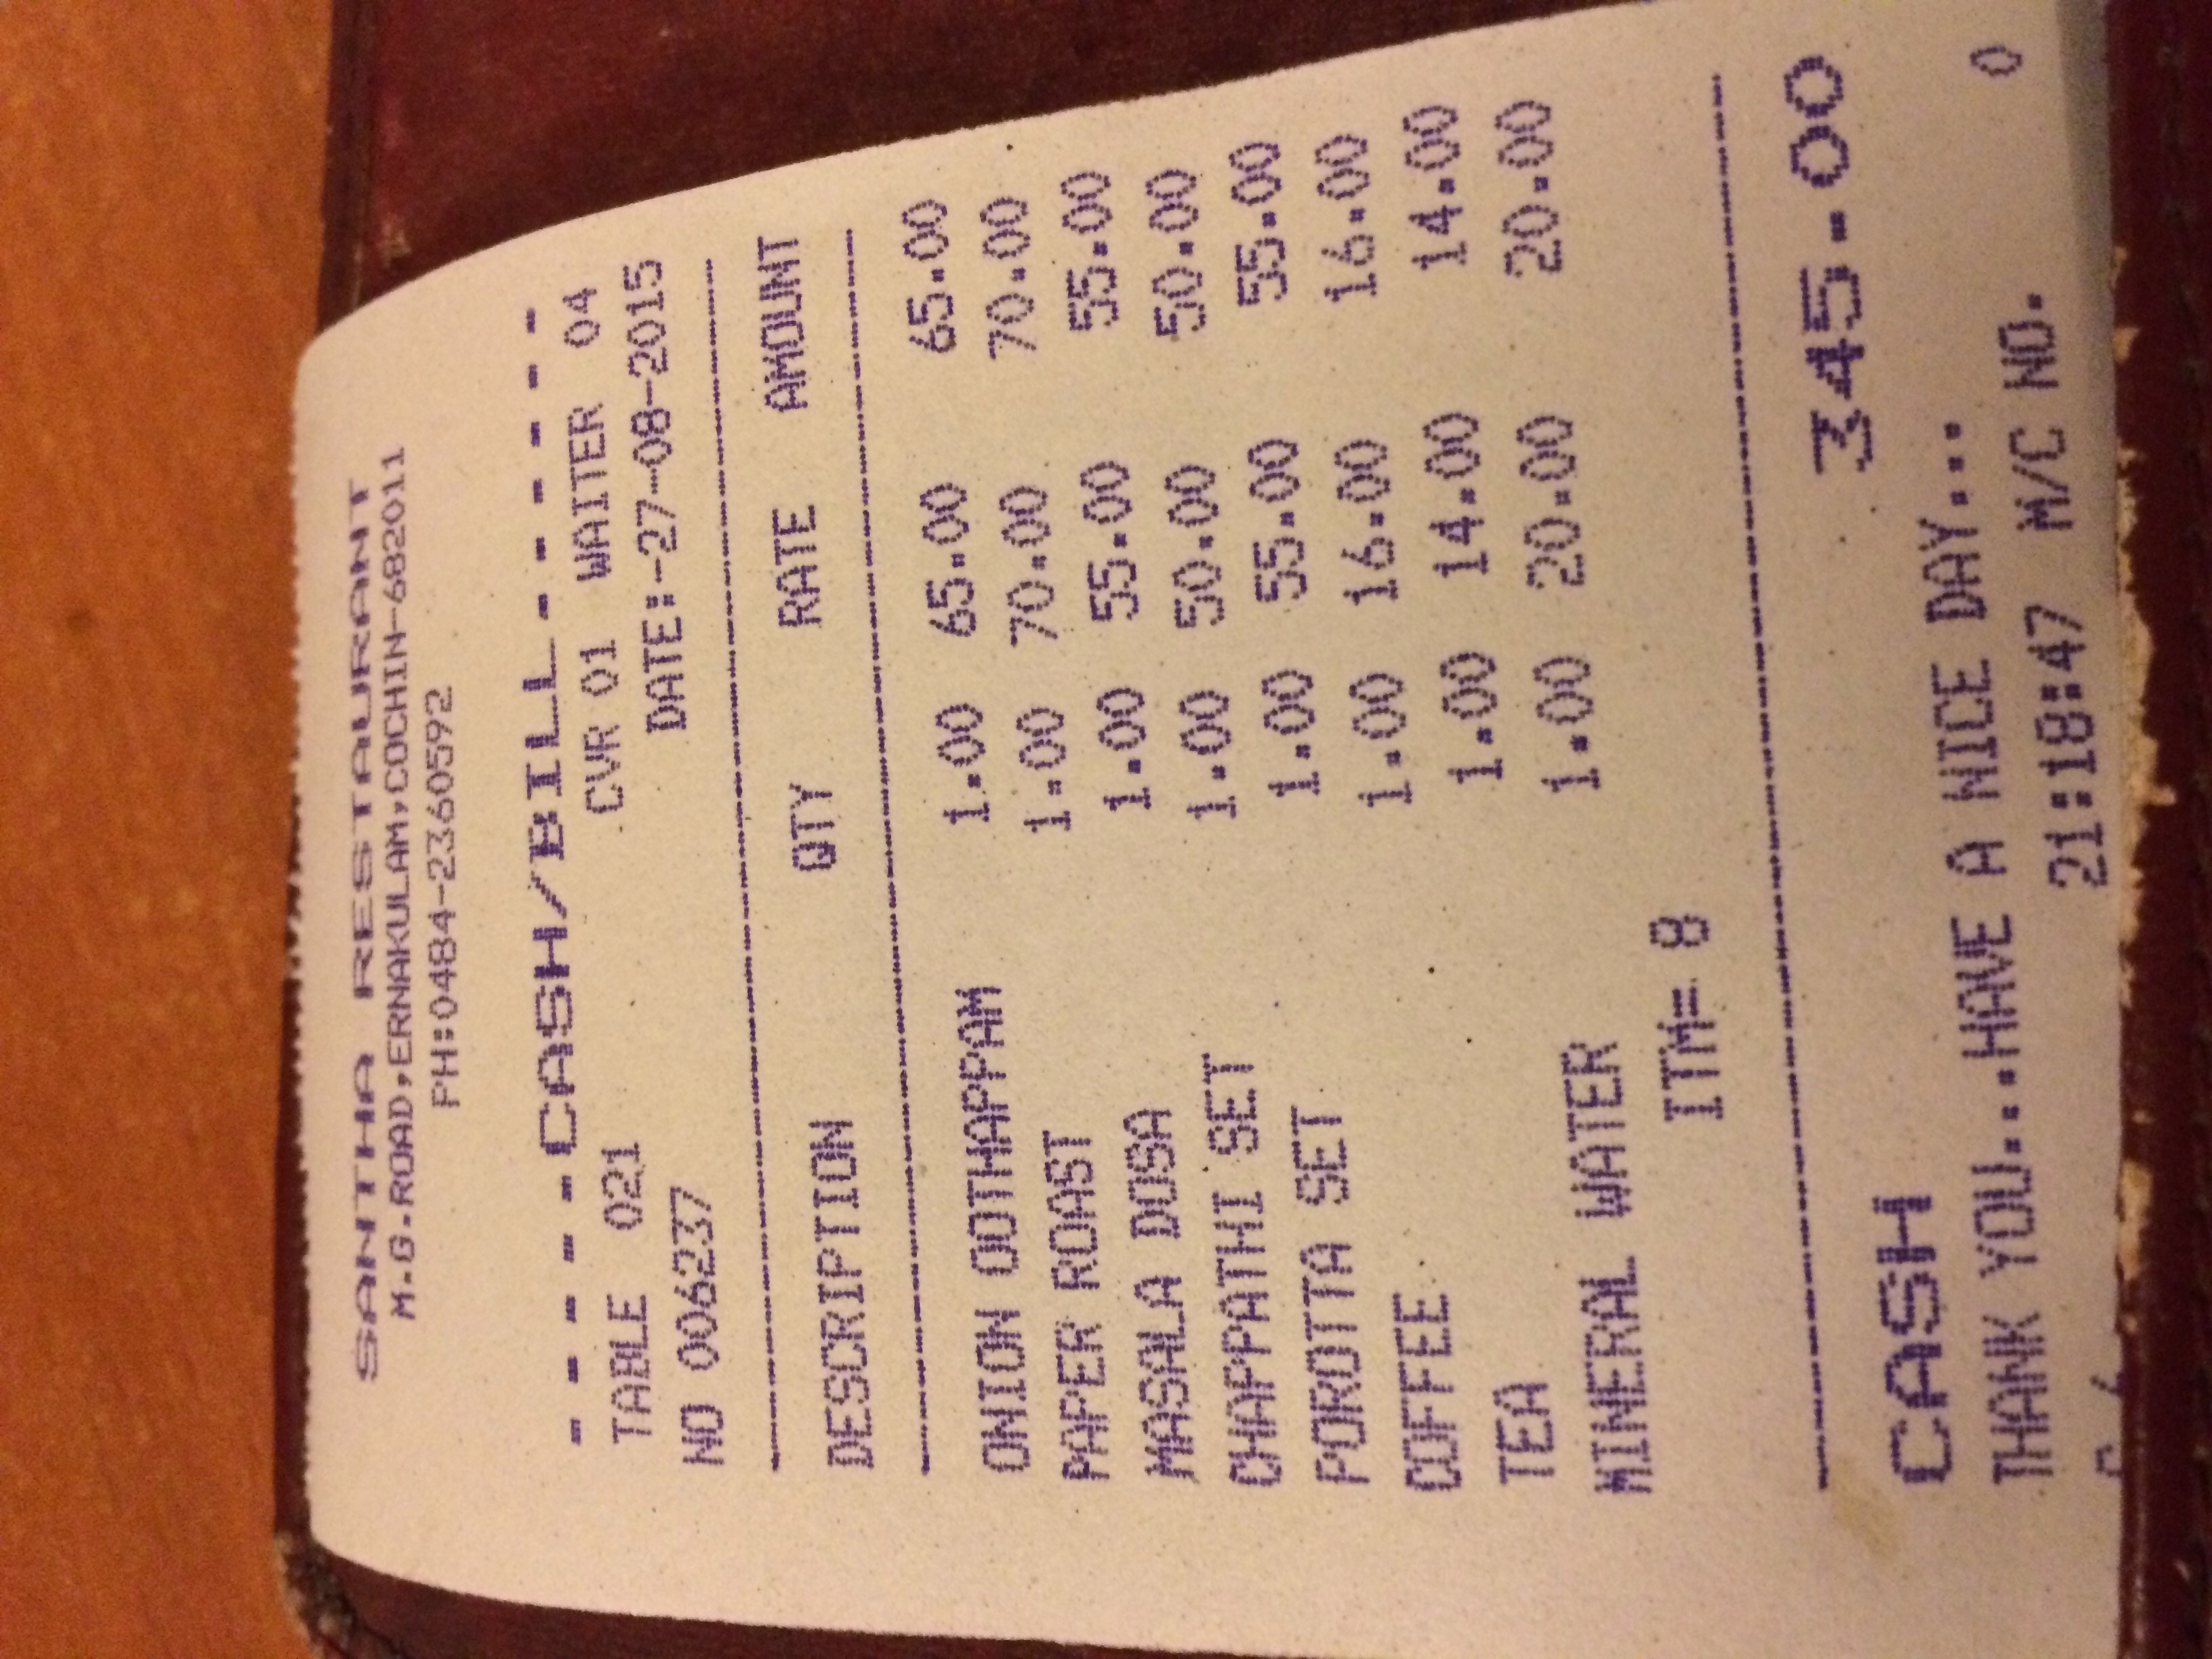 SANTHA RESTAURANT
M.G.ROAD,ERNAKULAM,COCHIN-682011
PH:0484-2360592
- - - - -CASH/BILL- - - - - -
TABLE 021 CVR 01 WAITER 04
NO 006237 DATE:-27-08-2015
DESCRIPTION QTY RATE AMOUNT
ONION OOTHAPPAM 1.00 65.00 65.00
PAPER ROAST 1.00 70.00 70.00
MASALA DOSA 1.00 55.00 55.00
CHAPPATHI SET 1.00 50.00 50.00
POROTTA SET 1.00 55.00 55.00
COFFEE 1.00 16.00 16.00
TEA 1.00 14.00 14.00
MINERAL WATER 1.00 20.00 20.00
ITM= 8
CASH 345.00
THANK YOU...HAVE A NICE DAY...
21:18:47 M/C NO. 0